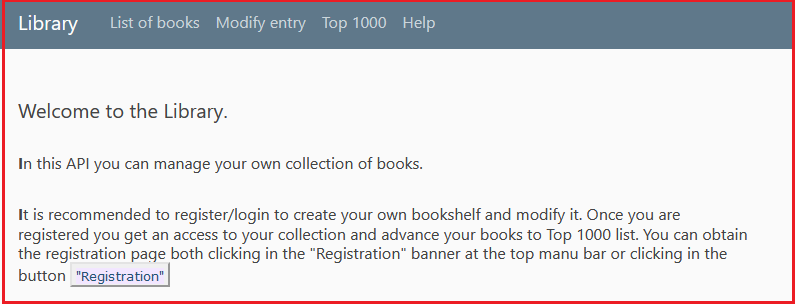 Library List of books Modify entry Top 1000 Help
Welcome to the Library.
In this API you can manage your own collection of books.
It is recommended to register/login to create your own bookshelf and modify it. Once you are
registered you get an access to your collection and advance your books to Top 1000 list. You can obtain
the registration page both clicking in the "Registration" banner at the top manu bar or clicking in the
button "Registration"